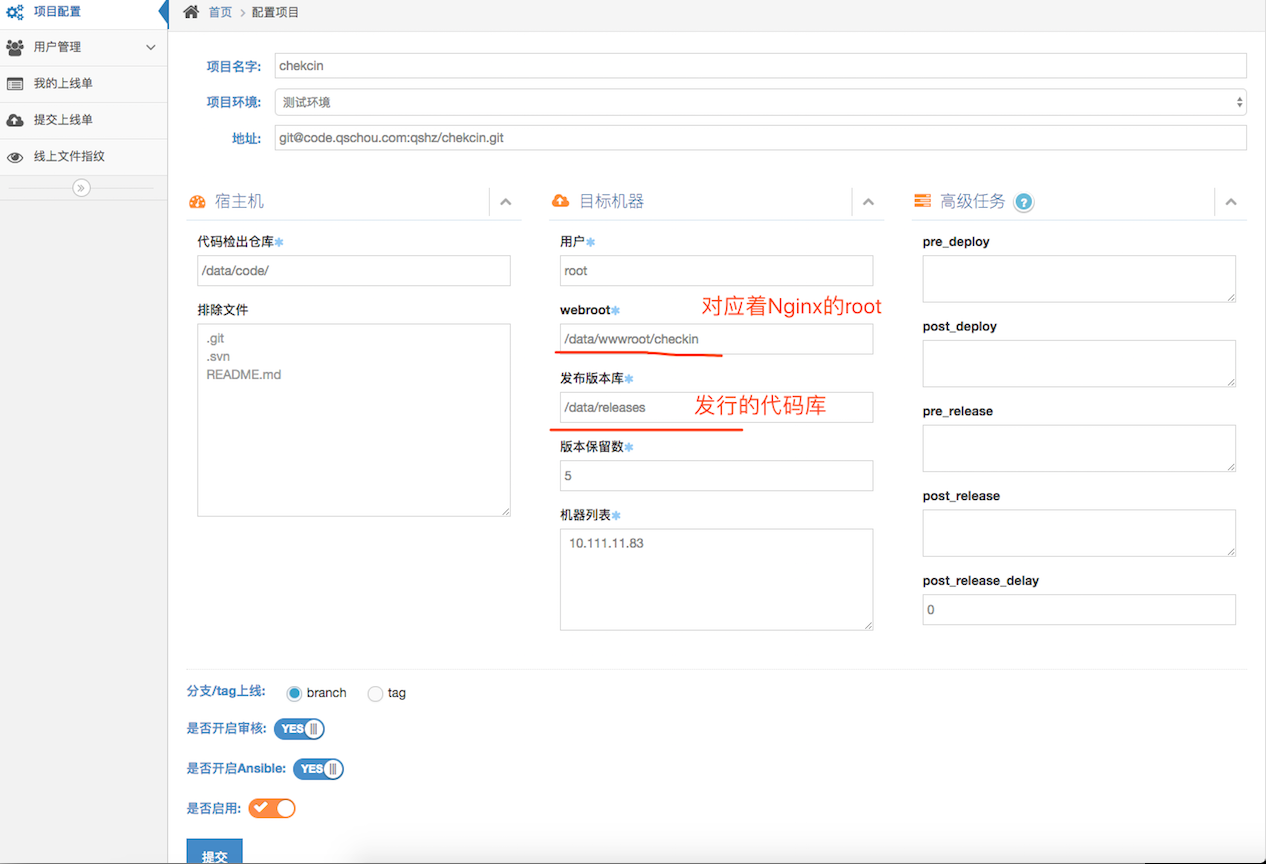 项目配置
首页 > 配置项目
用户管理
我的上线单
提交上线单
线上文件指纹
项目名字: chekcin
项目环境: 测试环境
地址: git@code.qschou.com:qshz/chekcin.git
宿主机
代码检出仓库*
/data/code/
排除文件
.git
.svn
README.md
目标机器
用户*
root
webroot*
对应着Nginx的root
/data/wwwroot/checkin
发布版本库*
/data/releases
发行的代码库
版本保留数*
5
机器列表*
10.111.11.83
高级任务 ?
pre_deploy
post_deploy
pre_release
post_release
post_release_delay
0
分支/tag上线: branch tag
是否开启审核: YES
是否开启Ansible: YES
是否启用:
提交